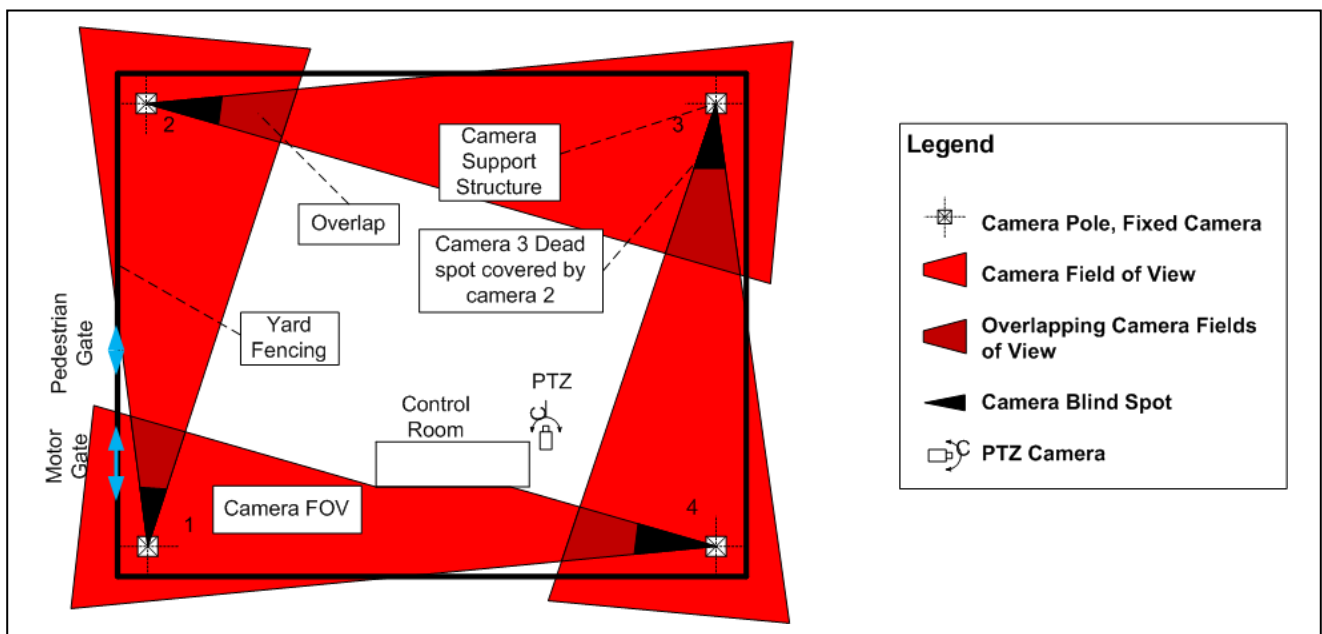 2
3
Camera
Support
Structure
Overlap
Camera 3 Dead
spot covered by
camera 2
Yard
Fencing
Pedestrian
Gate
PTZ
Control
Room
Motor
Gate
Camera FOV
1
4
Legend
Camera Pole, Fixed Camera
Camera Field of View
Overlapping Camera Fields
of View
Camera Blind Spot
C
PTZ Camera
C